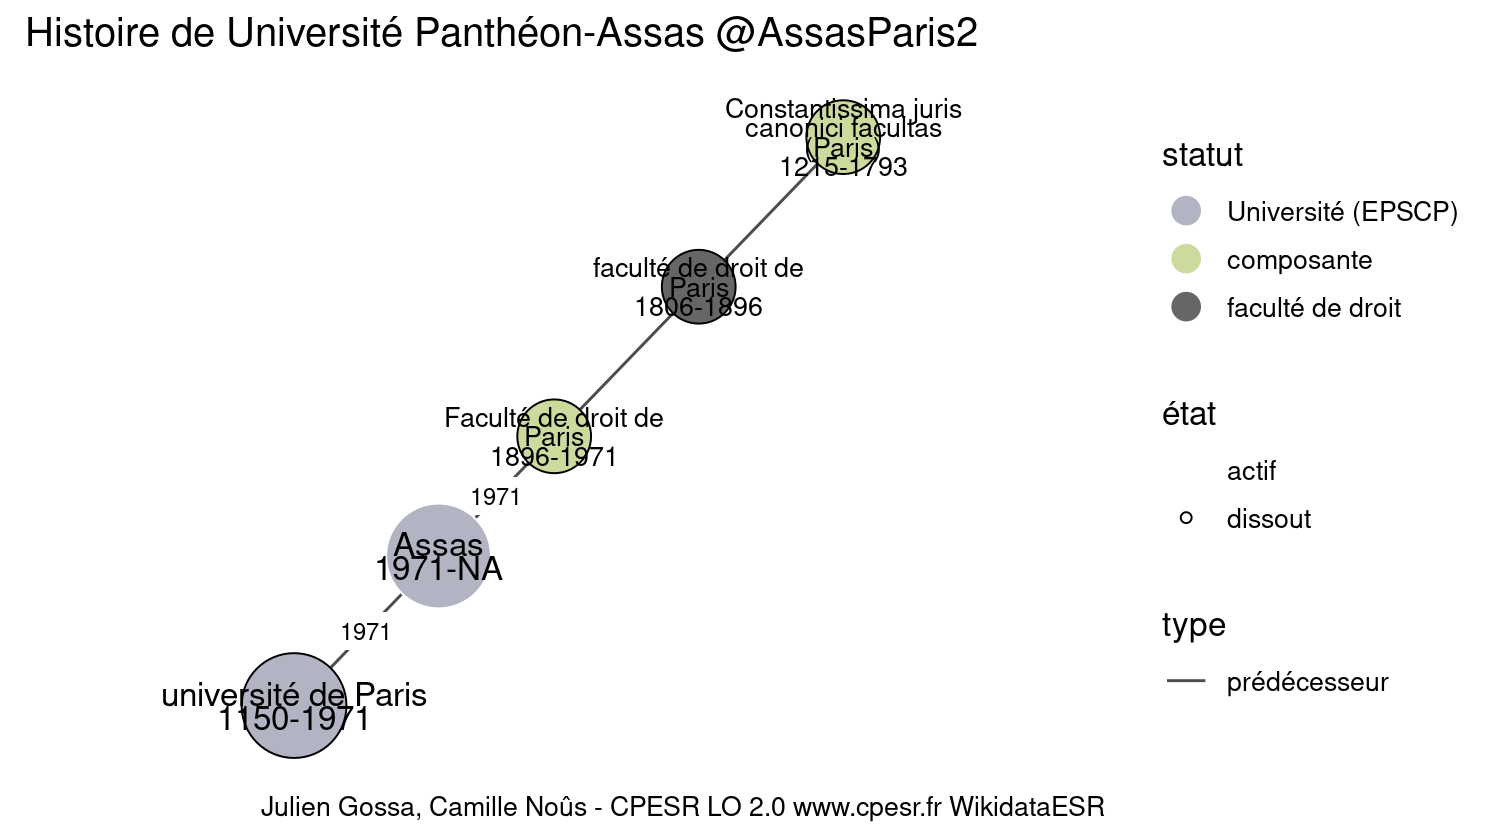 Histoire de Université Panthéon-Assas @AssasParis2
Constantissima juris
canonici facultas
(Paris)
1215-1793
faculté de droit de
Paris
1806-1896
Faculté de droit de
Paris
1896-1971
1971
Assas
1971-NA
1971
université de Paris
1150-1971
statut
Université (EPSCP)
composante
faculté de droit
état
actif
dissout
type
prédécesseur
Julien Gossa, Camille Noûs - CPESR LO 2.0 www.cpesr.fr WikidataESR